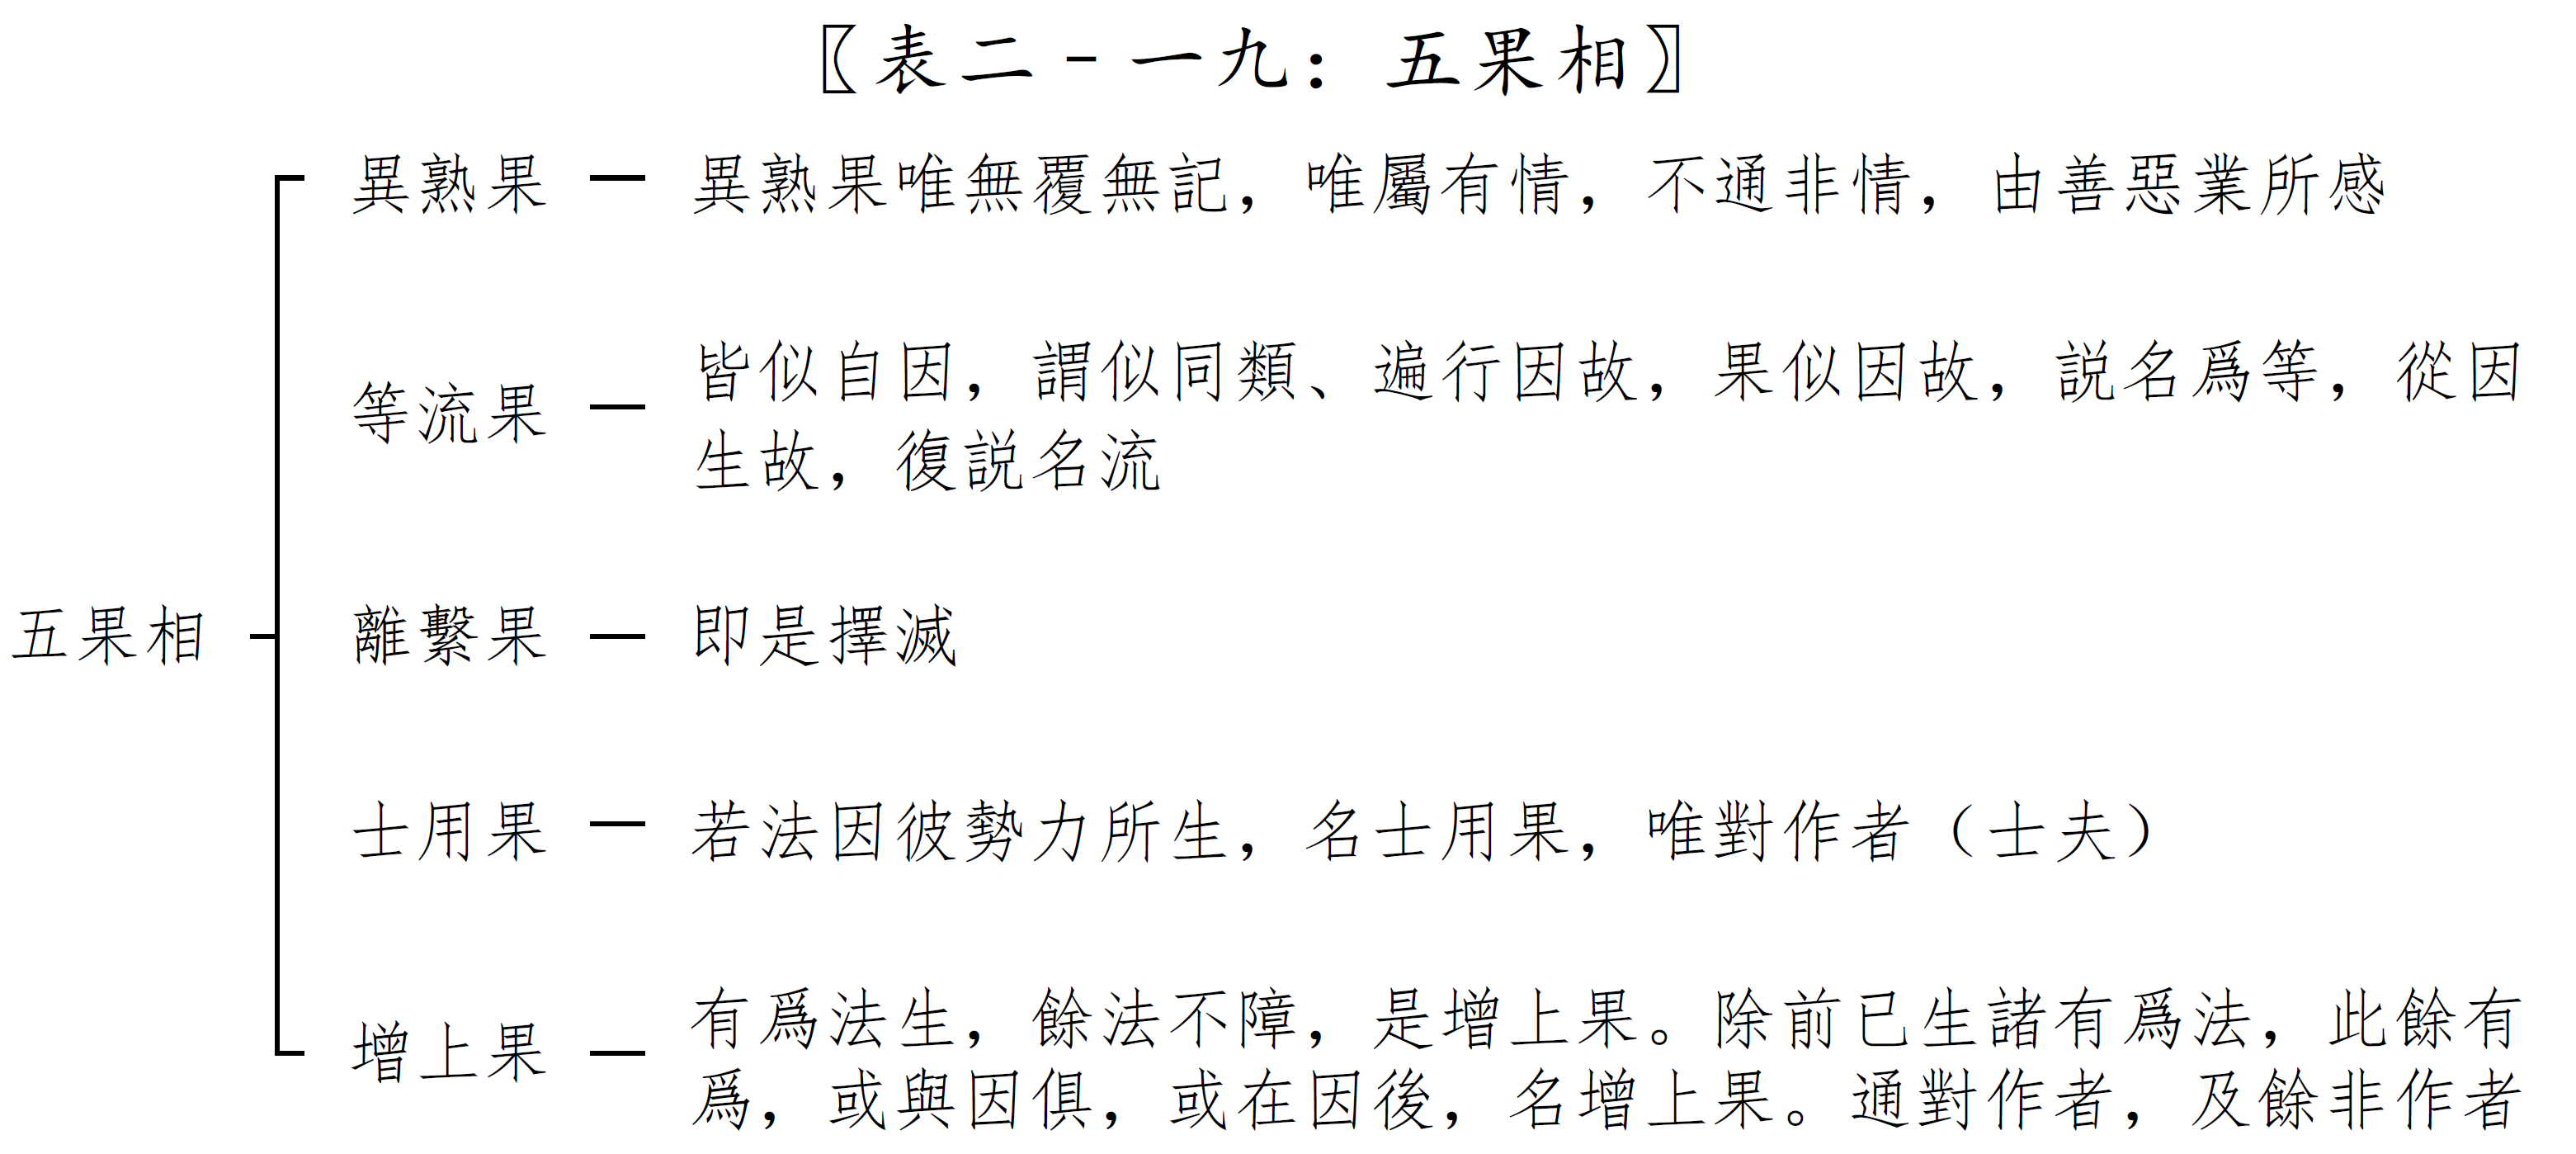 〖表二–一九：五果相〗
異熟果 — 異熟果唯無覆無記，唯屬有情，不通非情，由善惡業所感
等流果 — 皆似自因，謂似同類、遍行因故，果似因故，説名爲等，從因
生故，復説名流
五果相
離繫果 — 即是擇滅
士用果 — 若法因彼勢力所生，名士用果，唯對作者（士夫）
增上果 — 有爲法生，餘法不障，是增上果。除前已生諸有爲法，此餘有
爲，或與因俱，或在因後，名增上果。通對作者，及餘非作者